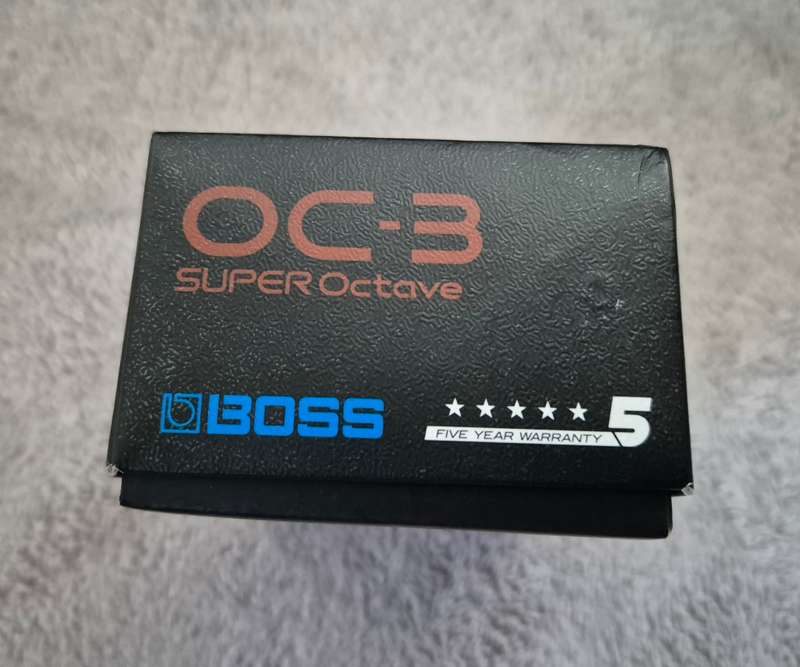 OC-3
SUPER Octave
BOSS
★★★★★ 5
FIVE YEAR WARRANTY